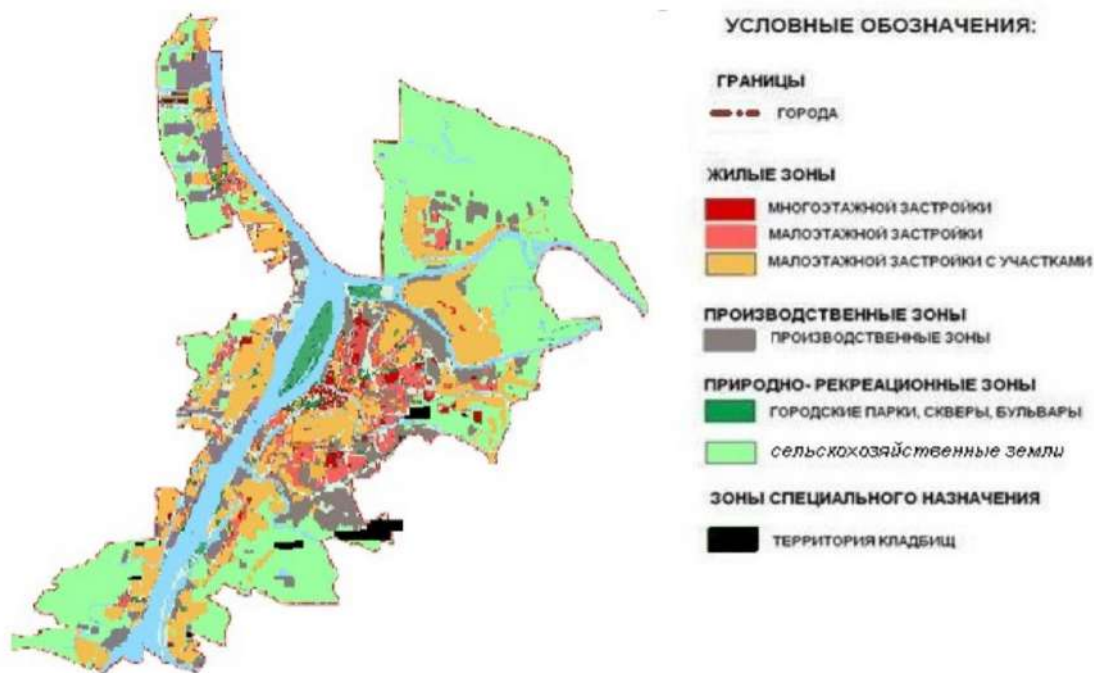 УСЛОВНЫЕ ОБОЗНАЧЕНИЯ:
ГРАНИЦЫ
ГОРОДА
ЖИЛЫЕ ЗОНЫ
МНОГОЭТАЖНОЙ ЗАСТРОЙКИ
МАЛОЭТАЖНОЙ ЗАСТРОЙКИ
МАЛОЭТАЖНОЙ ЗАСТРОЙКИ С УЧАСТКАМИ
ПРОИЗВОДСТВЕННЫЕ ЗОНЫ
ПРОИЗВОДСТВЕННЫЕ ЗОНЫ
ПРИРОДНО- РЕКРЕАЦИОННЫЕ ЗОНЫ
ГОРОДСКИЕ ПАРКИ, СКВЕРЫ, БУЛЬВАРЫ
сельскохозяйственные земли
ЗОНЫ СПЕЦИАЛЬНОГО НАЗНАЧЕНИЯ
ТЕРРИТОРИЯ КЛАДБИЩ